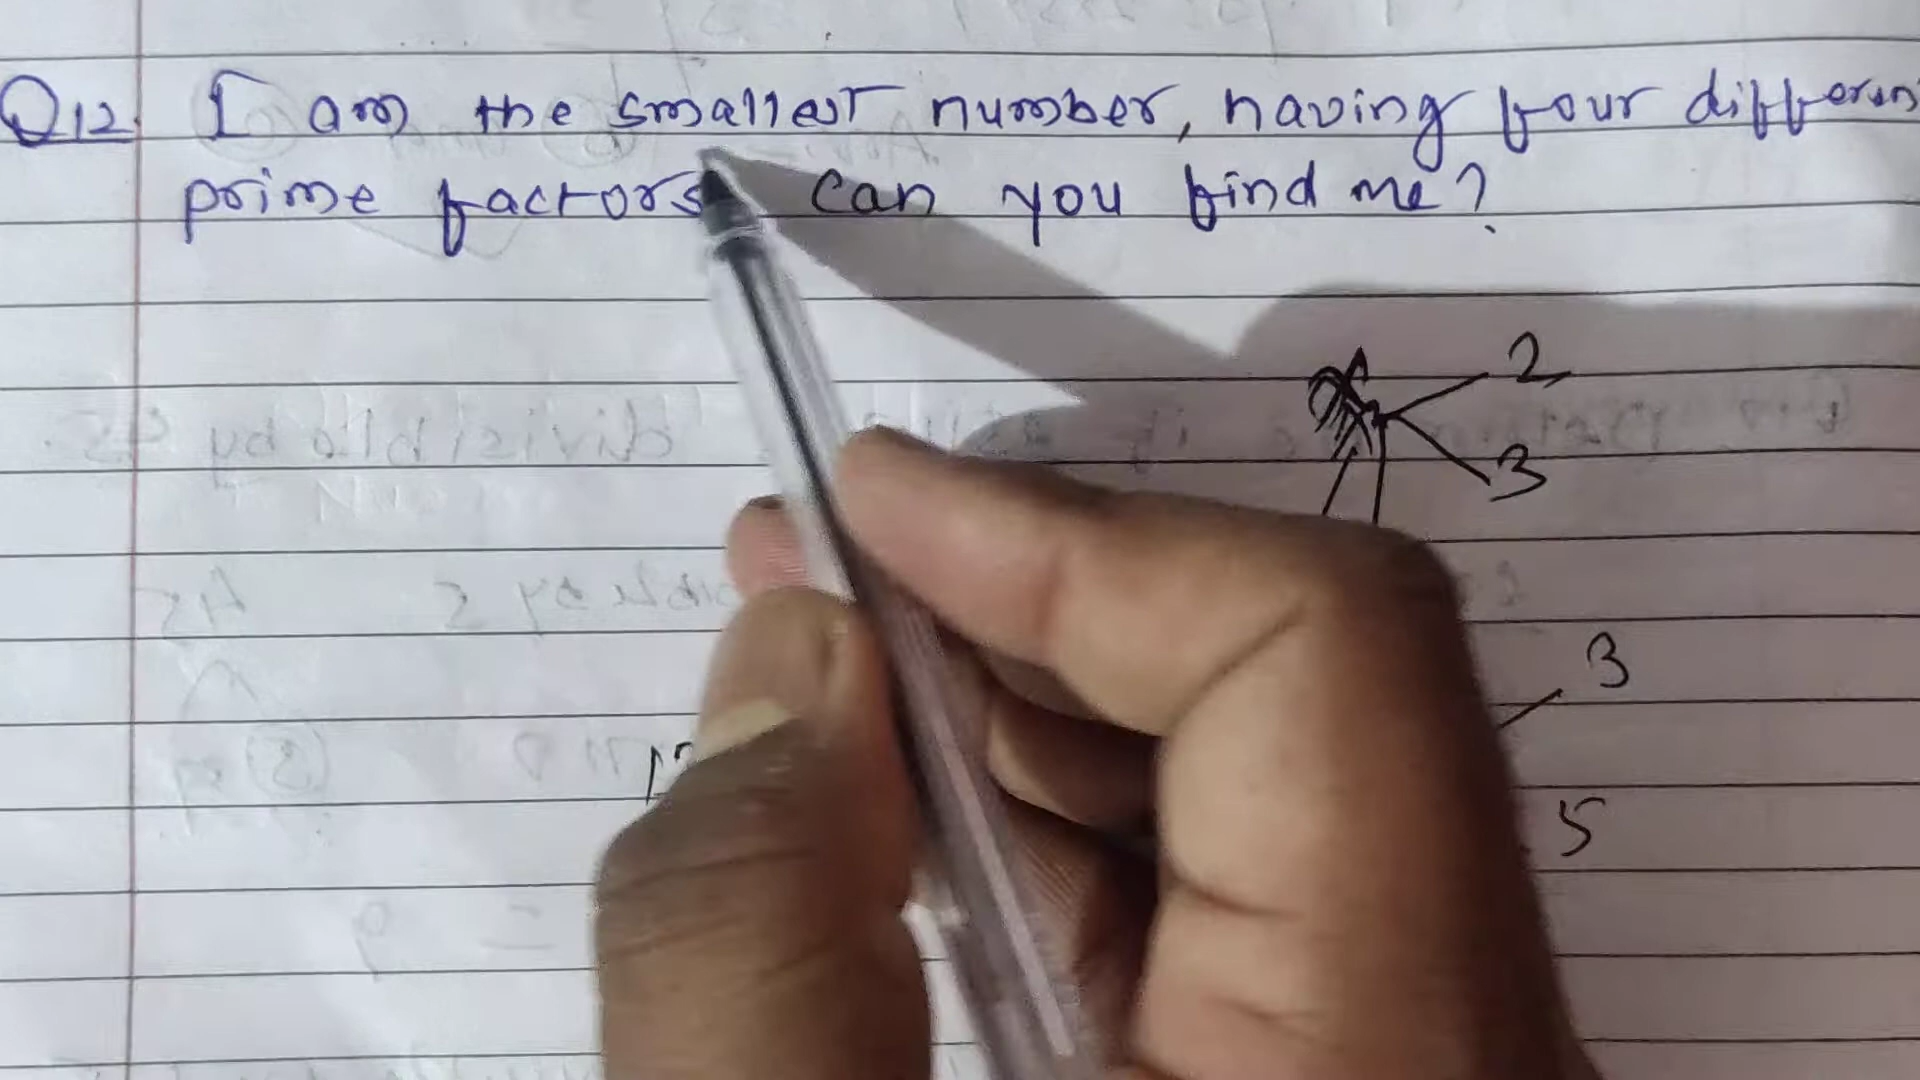 Q12. I am the smallest number, having four different
prime factors can you find me?
2
3
3
5